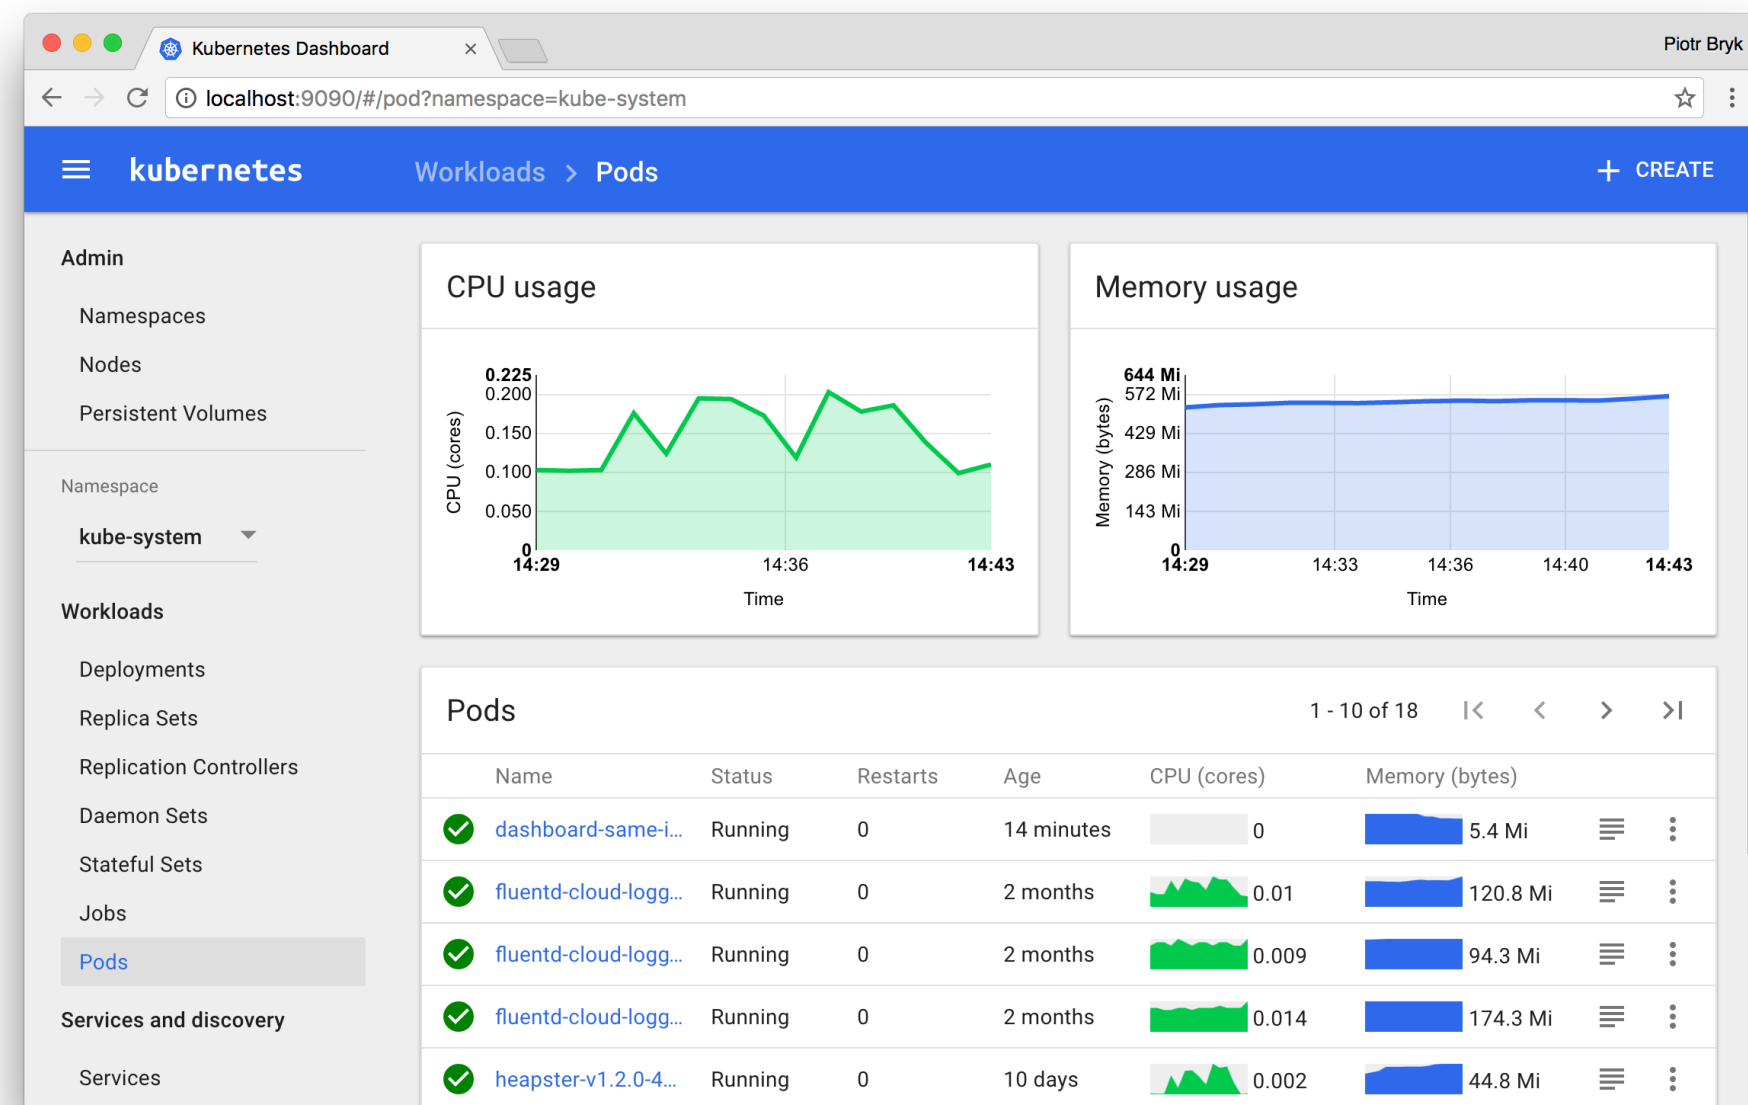 Kubernetes Dashboard
Piotr Bryk
localhost:9090/#/pod?namespace=kube-system
kubernetes
Workloads > Pods
+ CREATE
Admin
Namespaces
Nodes
Persistent Volumes
Namespace
kube-system
Workloads
Deployments
Replica Sets
Replication Controllers
Daemon Sets
Stateful Sets
Jobs
Pods
Services and discovery
Services
CPU usage
CPU (cores)
0.225
0.200
0.150
0.100
0.050
0
14:29 14:36 14:43
Time
Memory usage
Memory (bytes)
644 Mi
572 Mi
429 Mi
286 Mi
143 Mi
0
14:29 14:33 14:36 14:40 14:43
Time
Pods
1 - 10 of 18
Name Status Restarts Age CPU (cores) Memory (bytes)
dashboard-same-i... Running 0 14 minutes 0 5.4 Mi
fluentd-cloud-logg... Running 0 2 months 0.01 120.8 Mi
fluentd-cloud-logg... Running 0 2 months 0.009 94.3 Mi
fluentd-cloud-logg... Running 0 2 months 0.014 174.3 Mi
heapster-v1.2.0-4... Running 0 10 days 0.002 44.8 Mi